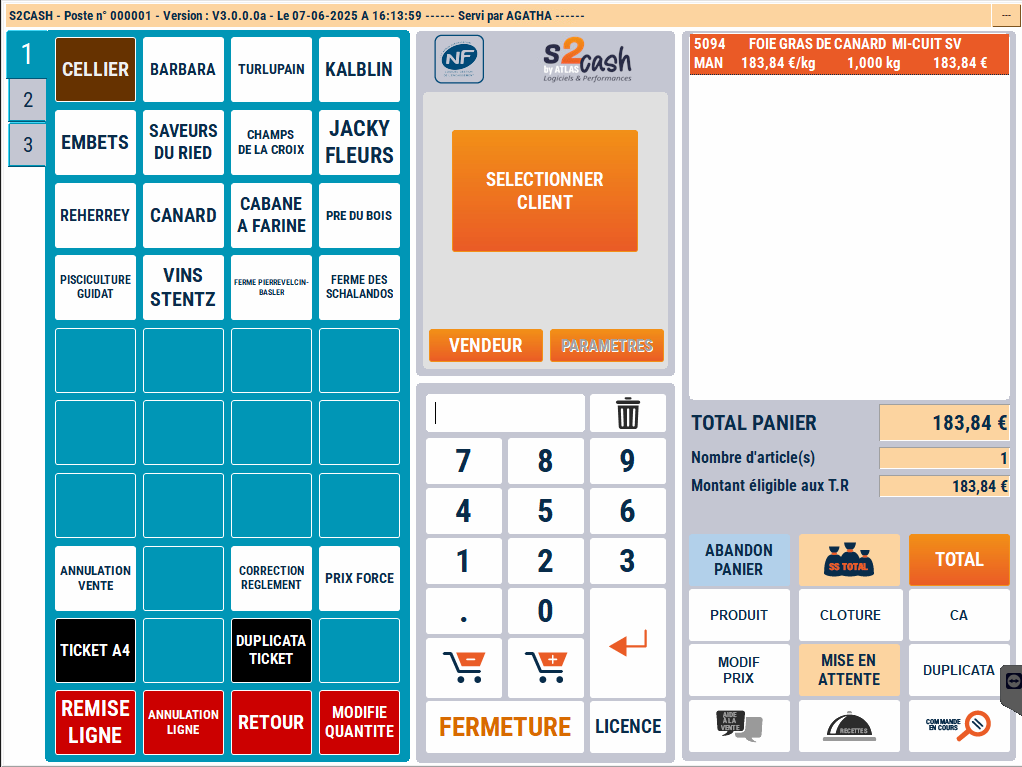 S2CASH - Poste n° 000001 - Version : V3.0.0.0a - Le 07-06-2025 A 16:13:59 ------ Servi par AGATHA ------
1
2
3
CELLIER
BARBARA
TURLUPAIN
KALBLIN
EMBETS
SAVEURS
DU RIED
CHAMPS
DE LA CROIX
JACKY
FLEURS
REHERREY
CANARD
CABANE
A FARINE
PRE DU BOIS
PISCICULTURE
GUIDAT
VINS
STENTZ
FERME PIERREVELCIN-
BASLER
FERME DES
SCHALANDOS
ANNULATION
VENTE
CORRECTION
REGLEMENT
PRIX FORCE
TICKET A4
DUPLICATA
TICKET
REMISE
LIGNE
ANNULATION
LIGNE
RETOUR
MODIFIE
QUANTITE
NF
S2cash
by ATLAS
Logiciels & Performances
SELECTIONNER
CLIENT
VENDEUR
PARAMETRES
7
8
9
4
5
6
1
2
3
.
0
FERMETURE
LICENCE
5094 FOIE GRAS DE CANARD MI-CUIT SV
MAN 183,84 €/kg 1,000 kg 183,84 €
TOTAL PANIER 183,84 €
Nombre d'article(s) 1
Montant éligible aux T.R 183,84 €
ABANDON
PANIER
SS TOTAL
TOTAL
PRODUIT
CLOTURE
CA
MODIF
PRIX
MISE EN
ATTENTE
DUPLICATA
AIDE
À LA
VENTE
RECETTES
COMMANDE
EN COURS